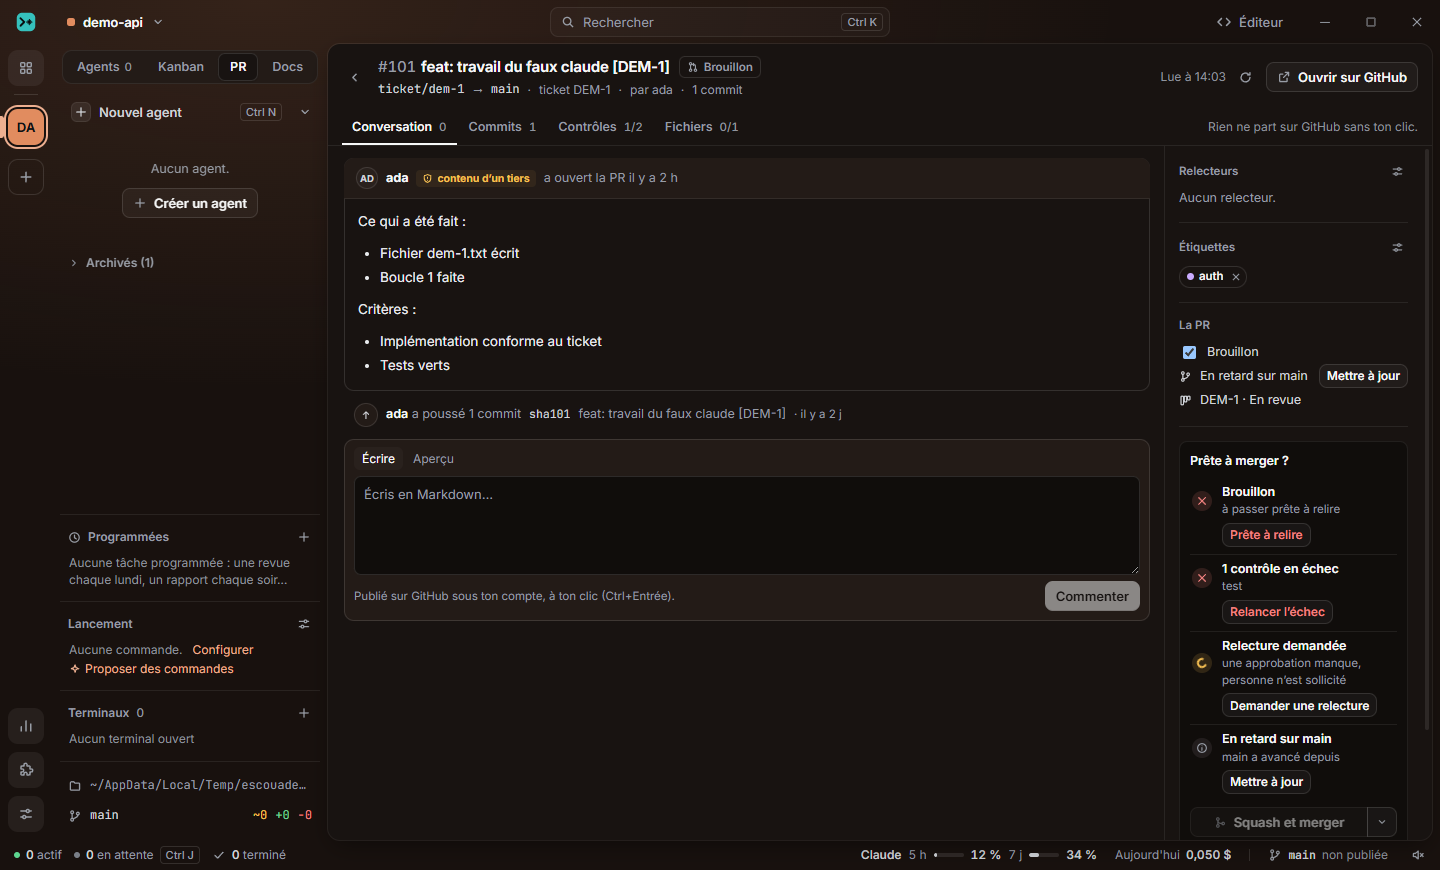 demo-api
Rechercher
Ctrl K
Éditeur
Agents 0
Kanban
PR
Docs
DA
Nouvel agent
Ctrl N
Aucun agent.
Créer un agent
Archivés (1)
Programmées
Aucune tâche programmée : une revue
chaque lundi, un rapport chaque soir...
Lancement
Aucune commande. Configurer
Proposer des commandes
Terminaux 0
Aucun terminal ouvert
~/AppData/Local/Temp/escouade…
main
~0 +0 -0
#101 feat: travail du faux claude [DEM-1]
Brouillon
ticket/dem-1 → main · ticket DEM-1 · par ada · 1 commit
Lue à 14:03
Ouvrir sur GitHub
Conversation 0
Commits 1
Contrôles 1/2
Fichiers 0/1
Rien ne part sur GitHub sans ton clic.
AD
ada
contenu d'un tiers
a ouvert la PR il y a 2 h
Ce qui a été fait :
• Fichier dem-1.txt écrit
• Boucle 1 faite
Critères :
• Implémentation conforme au ticket
• Tests verts
ada a poussé 1 commit sha101 feat: travail du faux claude [DEM-1] · il y a 2 j
Écrire
Aperçu
Écris en Markdown...
Publié sur GitHub sous ton compte, à ton clic (Ctrl+Entrée).
Commenter
Relecteurs
Aucun relecteur.
Étiquettes
auth
La PR
Brouillon
En retard sur main
Mettre à jour
DEM-1 · En revue
Prête à merger ?
Brouillon
à passer prête à relire
Prête à relire
1 contrôle en échec
test
Relancer l'échec
Relecture demandée
une approbation manque,
personne n'est sollicité
Demander une relecture
En retard sur main
main a avancé depuis
Mettre à jour
Squash et merger
0 actif
0 en attente
Ctrl J
0 terminé
Claude 5 h 12 % 7 j 34 %
Aujourd'hui 0,050 $
main non publiée